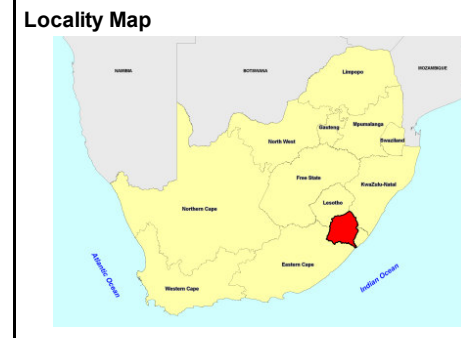 Locality Map
NAMIBIA
BOTSWANA
MOZAMBIQUE
Limpopo
Gauteng
Mpumalanga
Swaziland
North West
Free State
KwaZulu-Natal
Lesotho
Northern Cape
Eastern Cape
Western Cape
Atlantic Ocean
Indian Ocean